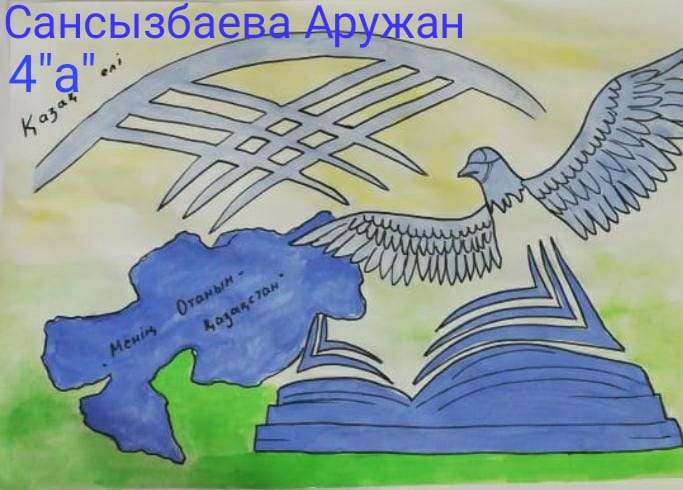 Сансызбаева Аружан
4"а"
Қазақ елі
Менің Отаным -
Қазақстан